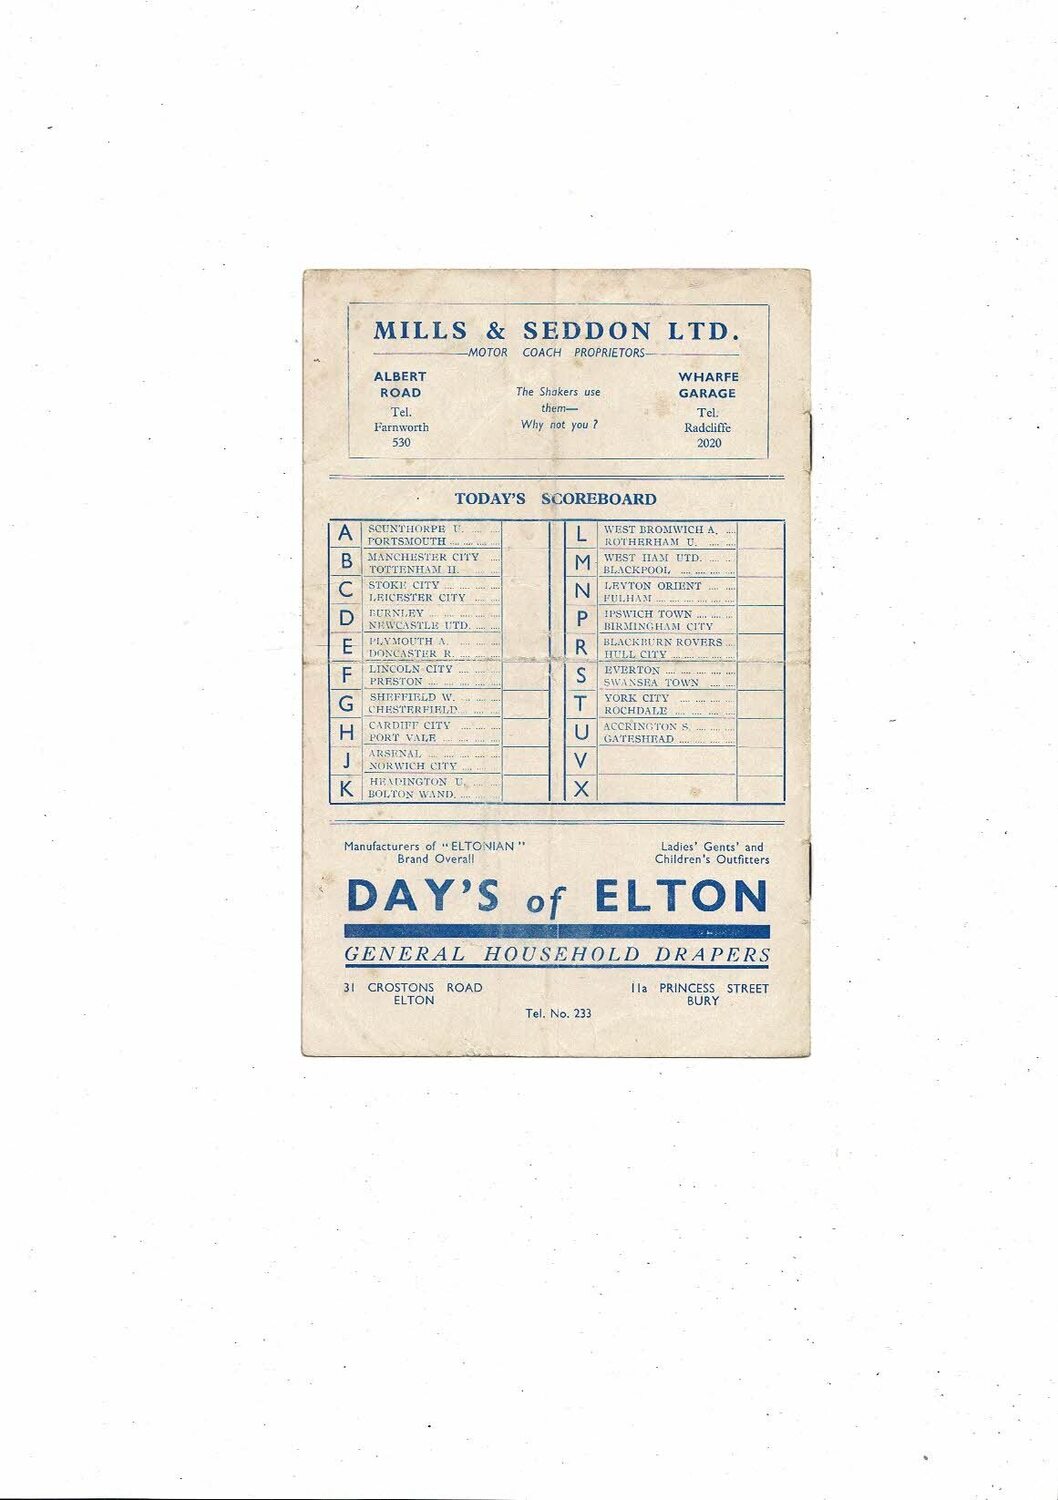 MILLS & SEDDON LTD.
MOTOR COACH PROPRIETORS
ALBERT
ROAD
Tel.
Farnworth
530
The Shakers use
them—
Why not you ?
WHARFE
GARAGE
Tel.
Radcliffe
2020
TODAY'S SCOREBOARD
A SCUNTHORPE U. .... ....
PORTSMOUTH .... .... ....
B MANCHESTER CITY ....
TOTTENHAM H. .... ....
C STOKE CITY .... .... .... ....
LEICESTER CITY .... ....
D BURNLEY .... .... .... .... ....
NEWCASTLE UTD. .... ....
E PLYMOUTH A. .... .... ....
DONCASTER R. .... .... ....
F LINCOLN CITY .... .... ....
PRESTON .... .... .... .... ....
G SHEFFIELD W. .... .... ....
CHESTERFIELD .... .... ....
H CARDIFF CITY .... .... ....
PORT VALE .... .... .... ....
J ARSENAL .... .... .... .... ....
NORWICH CITY .... .... ....
K HEADINGTON U. .... ....
BOLTON WAND. .... .... ....
L WEST BROMWICH A. ....
ROTHERHAM U. .... ....
M WEST HAM UTD. .... ....
BLACKPOOL .... .... .... ....
N LEYTON ORIENT .... ....
FULHAM .... .... .... .... .... ....
P IPSWICH TOWN .... .... ....
BIRMINGHAM CITY
R BLACKBURN ROVERS ....
HULL CITY .... .... .... .... ....
S EVERTON .... .... .... .... ....
SWANSEA TOWN .... ....
T YORK CITY .... .... .... ....
ROCHDALE .... .... .... ....
U ACCRINGTON S. .... .... ....
GATESHEAD .... .... .... ....
V
X
Manufacturers of "ELTONIAN"
Brand Overall
Ladies' Gents' and
Children's Outfitters
DAY'S of ELTON
GENERAL HOUSEHOLD DRAPERS
31 CROSTONS ROAD
ELTON
11a PRINCESS STREET
BURY
Tel. No. 233